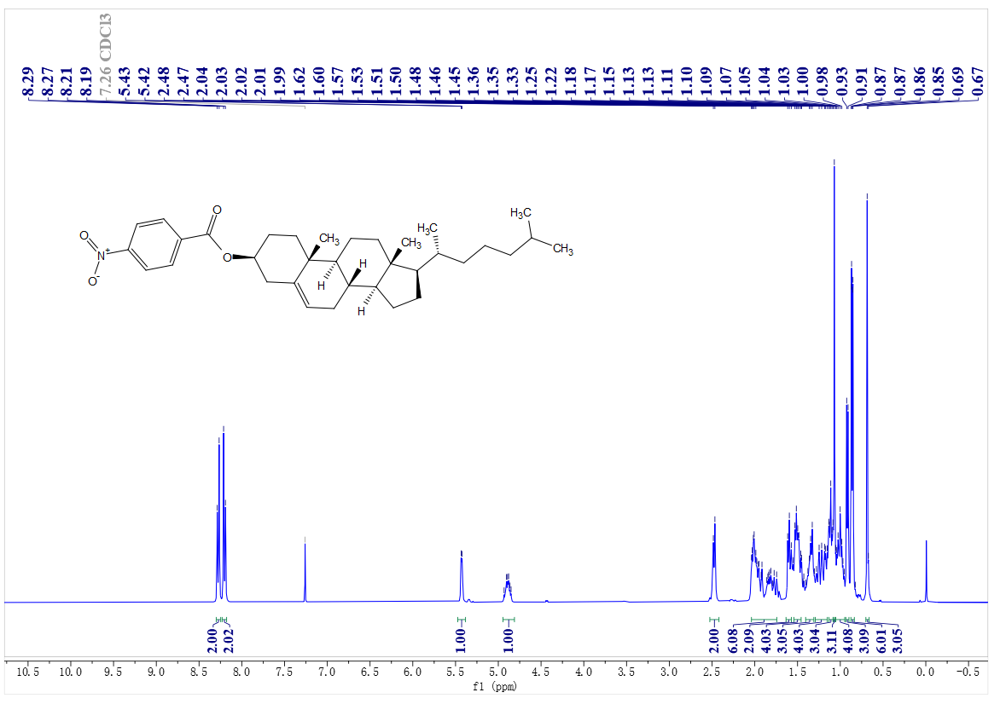 8.29 8.27 8.21 8.19 7.26 CDCl3 5.43 5.42 2.48 2.47 2.04 2.03 2.02 2.01 1.99 1.62 1.60 1.57 1.53 1.51 1.50 1.48 1.46 1.45 1.36 1.35 1.33 1.25 1.22 1.18 1.17 1.15 1.13 1.13 1.11 1.10 1.09 1.07 1.05 1.04 1.03 1.00 0.98 0.93 0.91 0.87 0.87 0.86 0.85 0.69 0.67
H3C
O
H3C
O
CH3
CH3
CH3
N+
O
H
H
O-
H
2.00 2.02 1.00 1.00 2.00 6.08 2.09 4.03 3.05 4.03 3.04 3.11 4.08 3.09 6.01 3.05
10.5 10.0 9.5 9.0 8.5 8.0 7.5 7.0 6.5 6.0 5.5 5.0 4.5 4.0 3.5 3.0 2.5 2.0 1.5 1.0 0.5 0.0 -0.5
f1 (ppm)